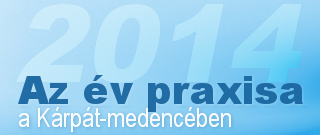 2014
Az év praxisa
a Kárpát-medencében